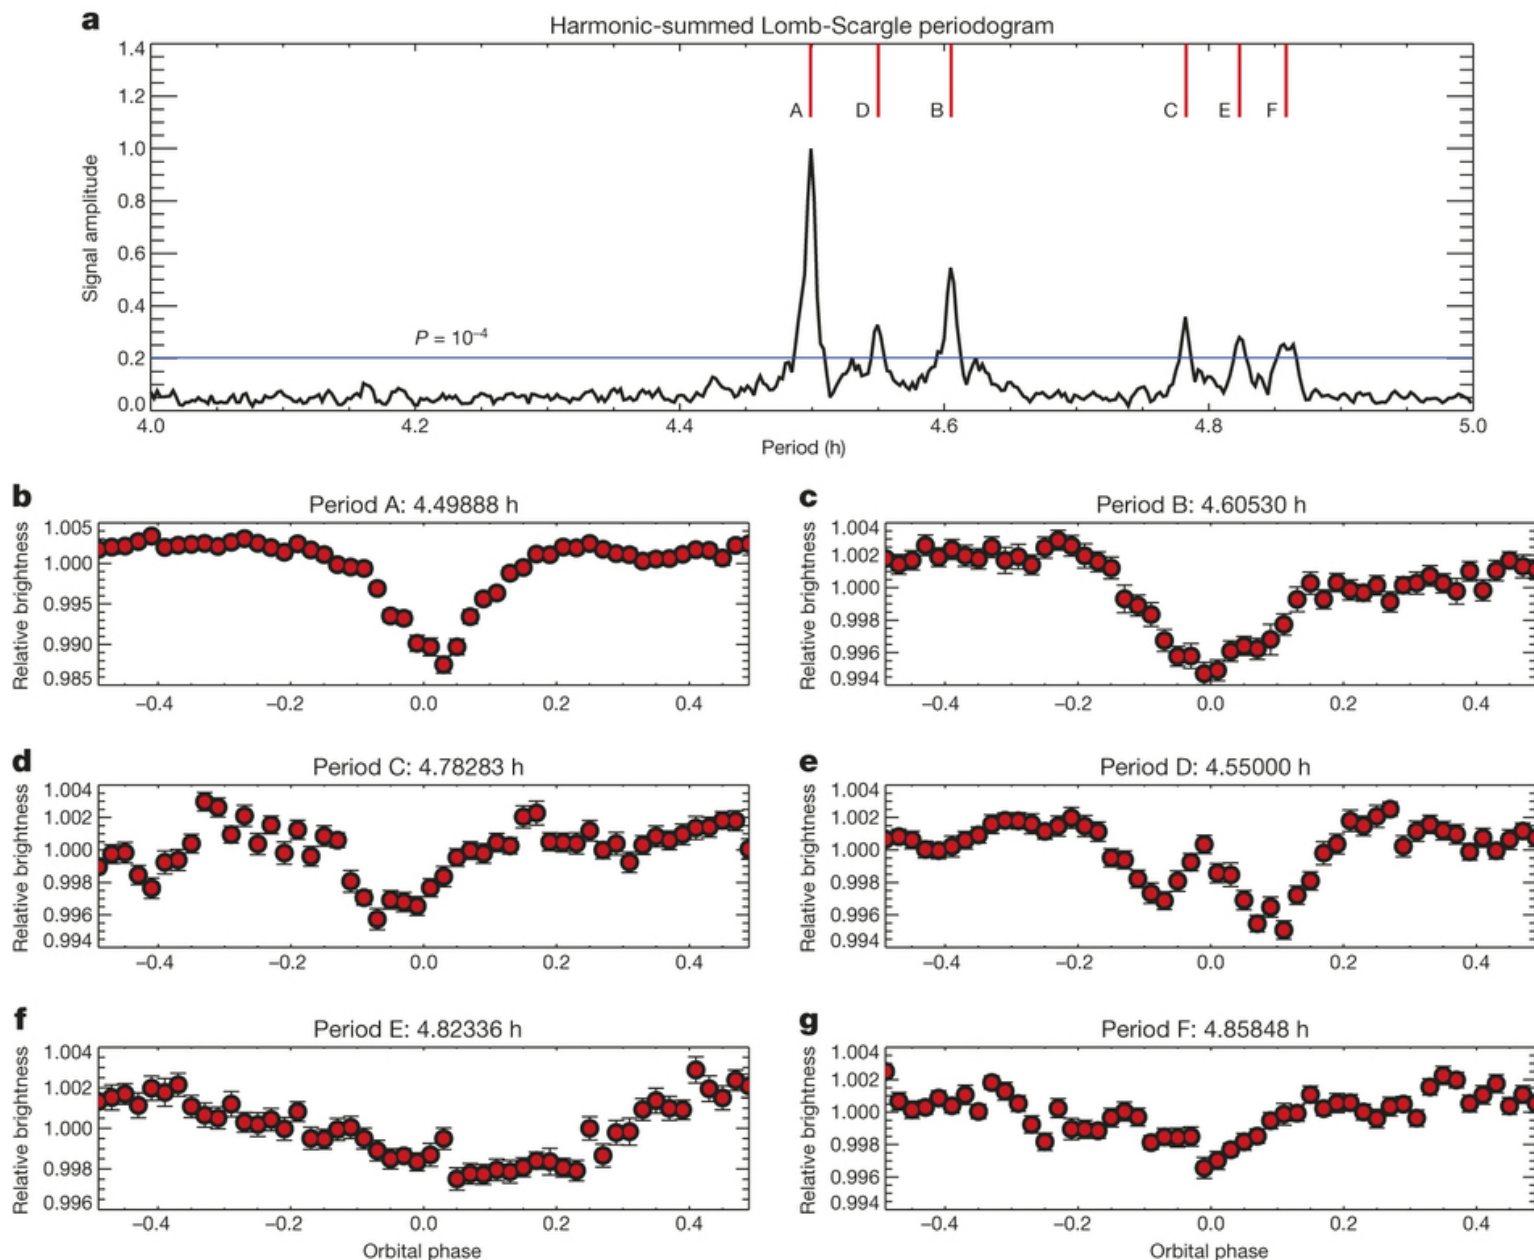 a
Harmonic-summed Lomb-Scargle periodogram
1.4
1.2
1.0
0.8
0.6
0.4
0.2
0.0
Signal amplitude
A D B C E F
P = 10⁻⁴
4.0 4.2 4.4 4.6 4.8 5.0
Period (h)
b
Period A: 4.49888 h
Relative brightness
1.005
1.000
0.995
0.990
0.985
−0.4 −0.2 0.0 0.2 0.4
c
Period B: 4.60530 h
Relative brightness
1.004
1.002
1.000
0.998
0.996
0.994
−0.4 −0.2 0.0 0.2 0.4
d
Period C: 4.78283 h
Relative brightness
1.004
1.002
1.000
0.998
0.996
0.994
−0.4 −0.2 0.0 0.2 0.4
e
Period D: 4.55000 h
Relative brightness
1.004
1.002
1.000
0.998
0.996
0.994
−0.4 −0.2 0.0 0.2 0.4
f
Period E: 4.82336 h
Relative brightness
1.004
1.002
1.000
0.998
0.996
−0.4 −0.2 0.0 0.2 0.4
Orbital phase
g
Period F: 4.85848 h
Relative brightness
1.004
1.002
1.000
0.998
0.996
0.994
−0.4 −0.2 0.0 0.2 0.4
Orbital phase